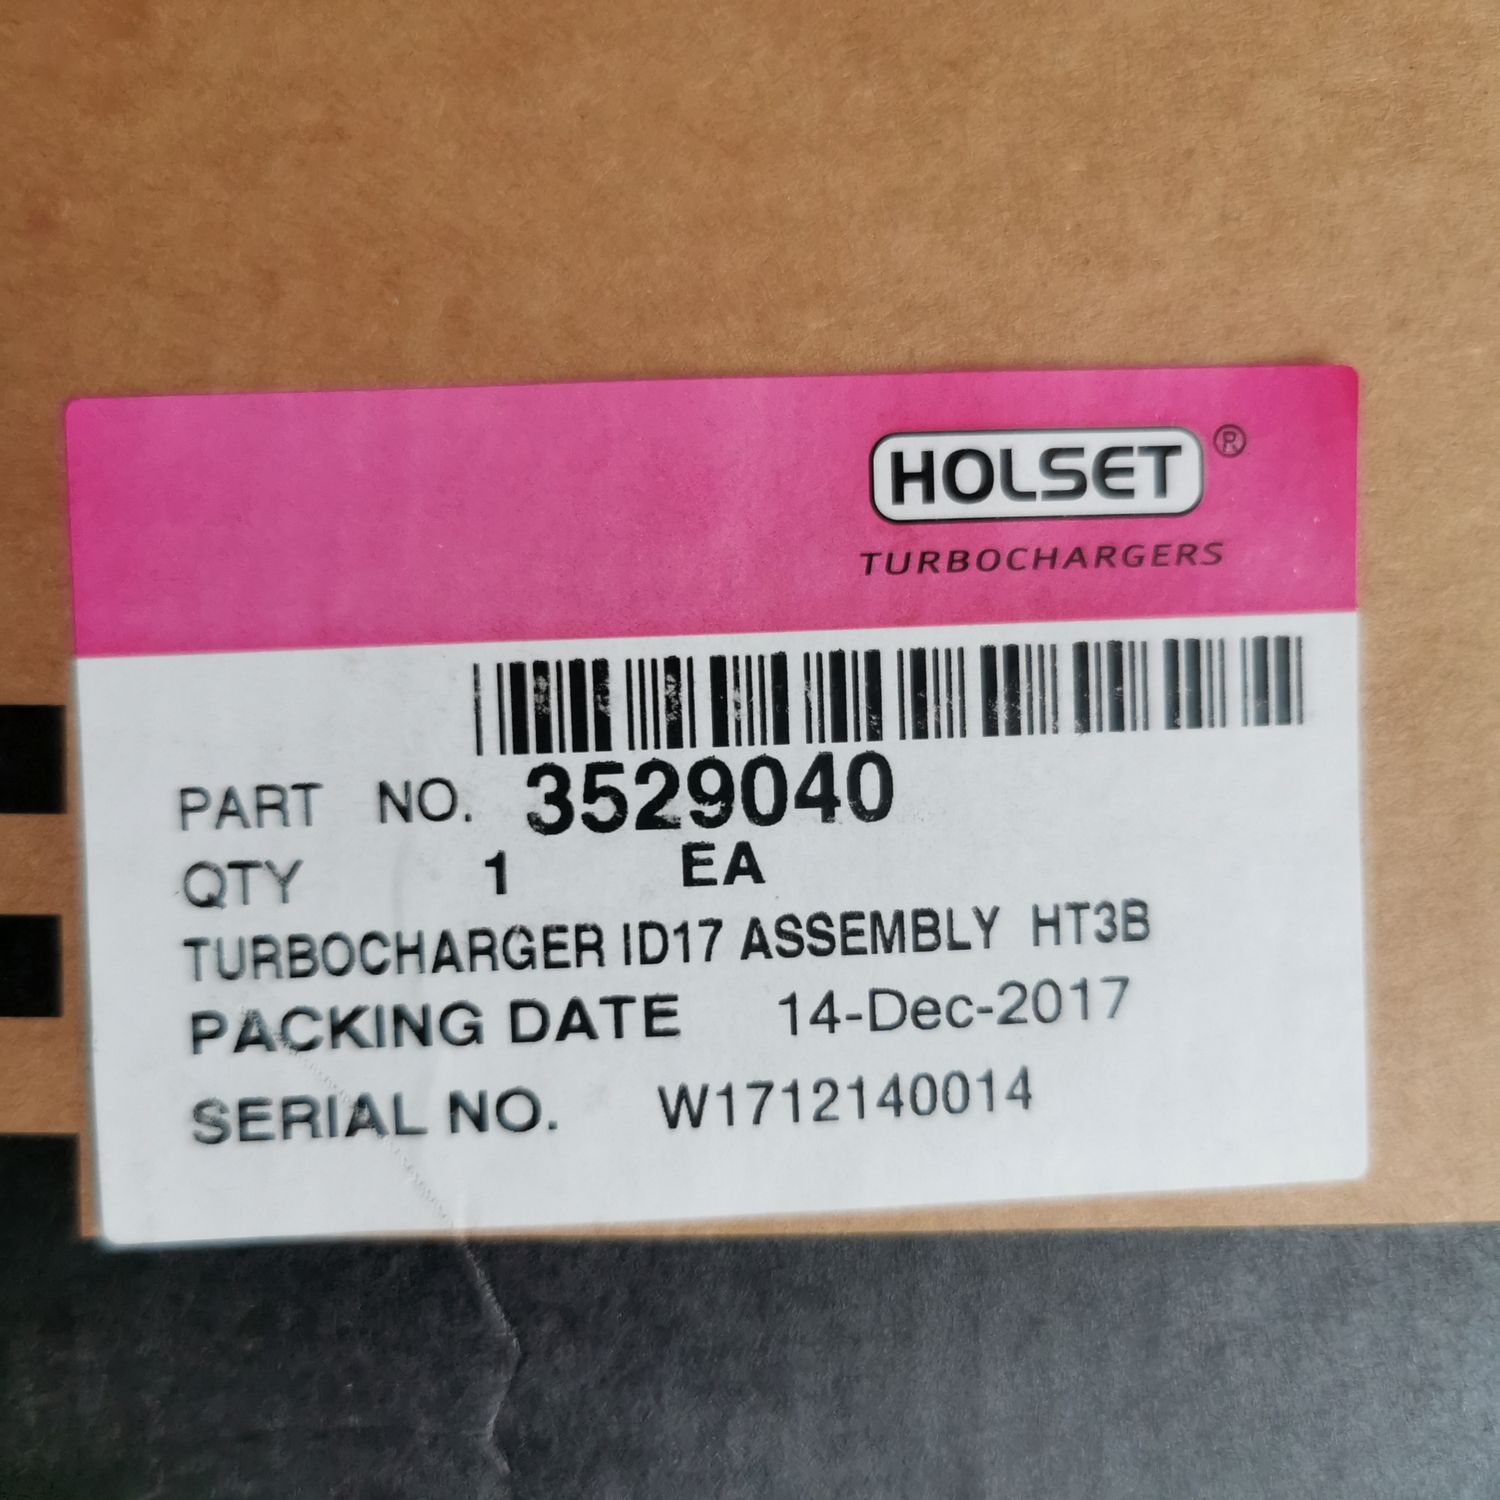 HOLSET®
TURBOCHARGERS
PART NO. 3529040
QTY 1 EA
TURBOCHARGER ID17 ASSEMBLY HT3B
PACKING DATE 14-Dec-2017
SERIAL NO. W1712140014